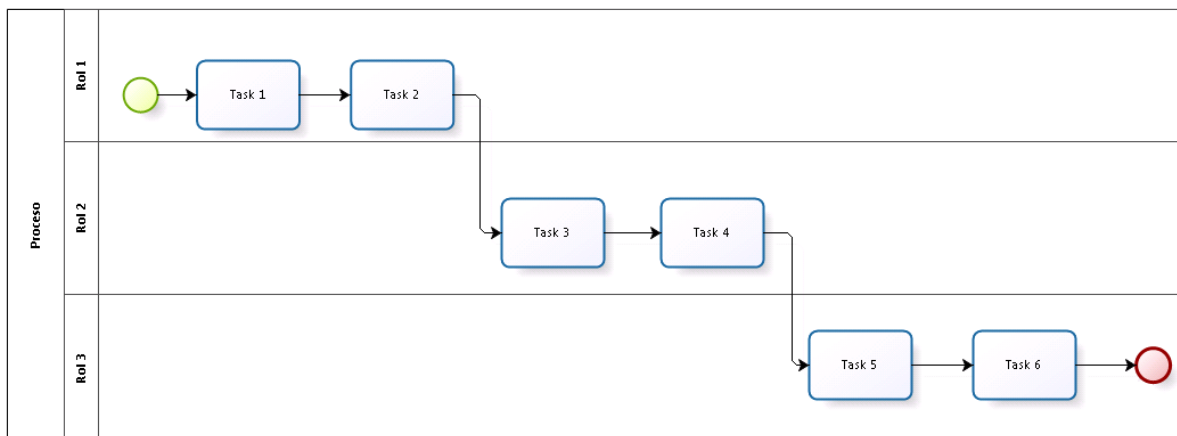 Proceso
Rol 1
Task 1
Task 2
Rol 2
Task 3
Task 4
Rol 3
Task 5
Task 6